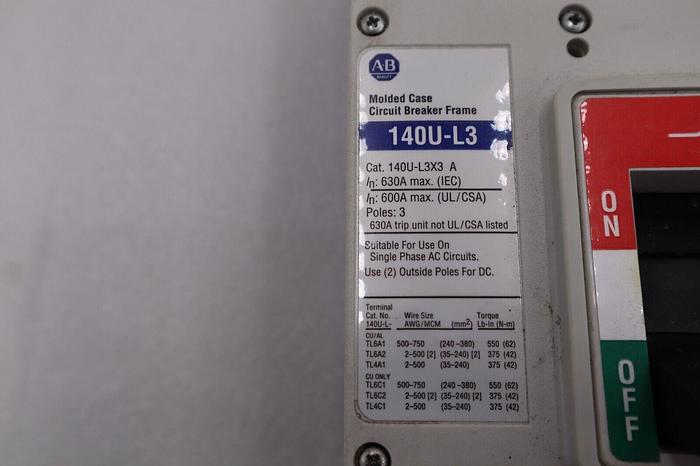 A·B
QUALITY
Molded Case
Circuit Breaker Frame
140U-L3
Cat. 140U-L3X3 A
In: 630A max. (IEC)
In: 600A max. (UL/CSA)
Poles: 3
630A trip unit not UL/CSA listed
Suitable For Use On
Single Phase AC Circuits.
Use (2) Outside Poles For DC.
Terminal
Cat. No. Wire Size Torque
140U-L- AWG/MCM (mm2) Lb-In (N-m)
CU/AL
TL6A1 500-750 (240-380) 550 (62)
TL6A2 2-500 [2] (35-240) [2] 375 (42)
TL4A1 2-500 (35-240) 375 (42)
CU ONLY
TL6C1 500-750 (240-380) 550 (62)
TL6C2 2-500 [2] (35-240) [2] 375 (42)
TL4C1 2-500 (35-240) 375 (42)
ON
OFF